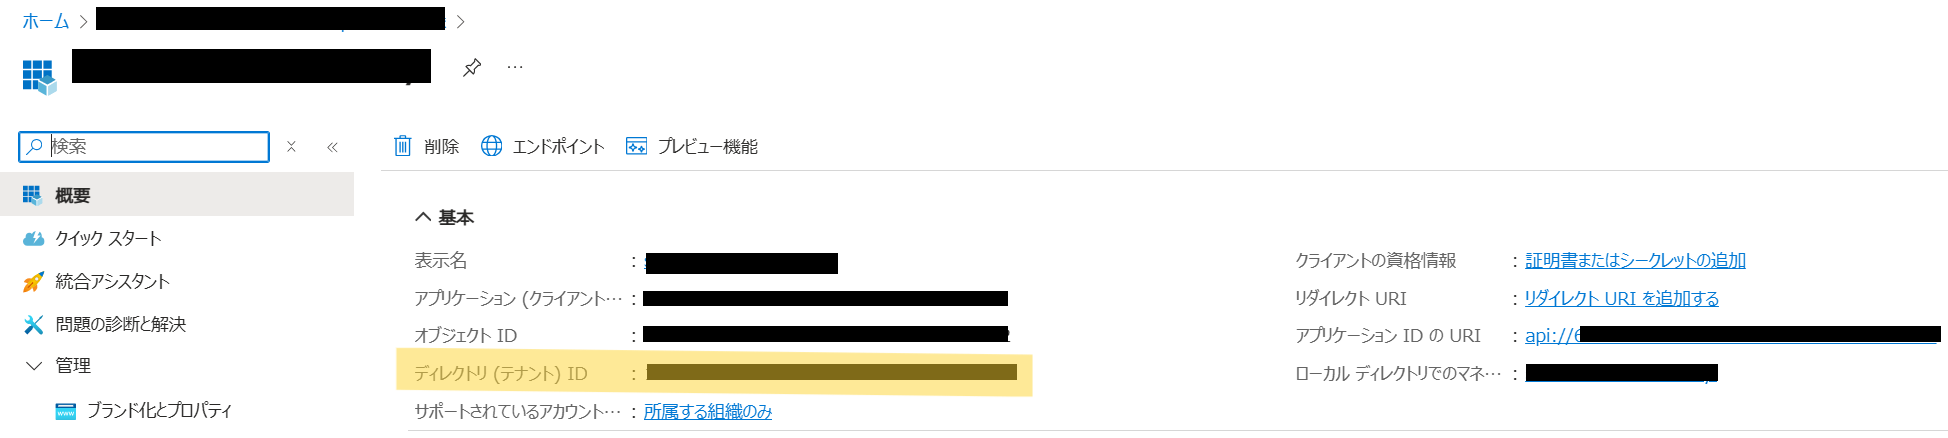 ホーム >
検索
削除 エンドポイント プレビュー機能
概要
クイック スタート
統合アシスタント
問題の診断と解決
管理
ブランド化とプロパティ
基本
表示名 :
アプリケーション (クライアント… :
オブジェクト ID :
ディレクトリ (テナント) ID :
サポートされているアカウント… : 所属する組織のみ
クライアントの資格情報 : 証明書またはシークレットの追加
リダイレクト URI : リダイレクト URI を追加する
アプリケーション ID の URI : api://6
ローカル ディレクトリでのマネ… :